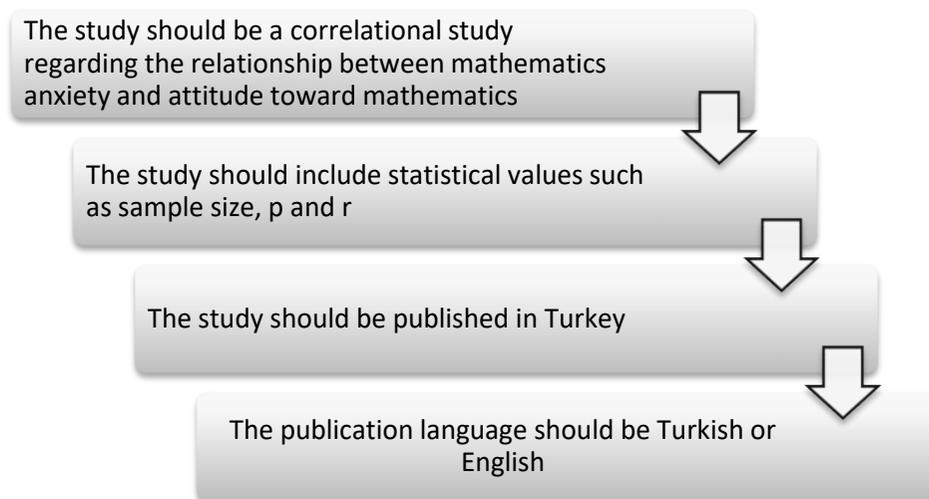 The study should be a correlational study
regarding the relationship between mathematics
anxiety and attitude toward mathematics
The study should include statistical values such
as sample size, p and r
The study should be published in Turkey
The publication language should be Turkish or
English